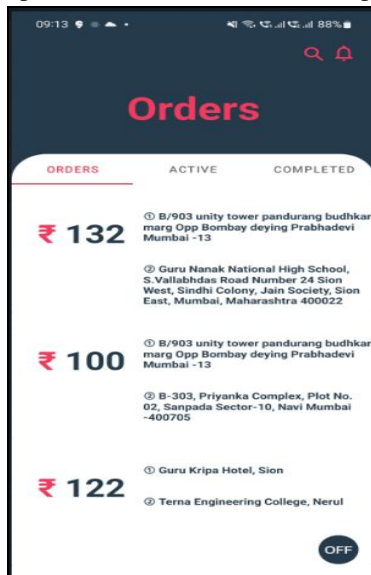 09:13 88%
Orders
ORDERS ACTIVE COMPLETED
₹ 132
① B/903 unity tower pandurang budhkar
marg Opp Bombay deying Prabhadevi
Mumbai -13
② Guru Nanak National High School,
S.Vallabhdas Road Number 24 Sion
West, Sindhi Colony, Jain Society, Sion
East, Mumbai, Maharashtra 400022
₹ 100
① B/903 unity tower pandurang budhkar
marg Opp Bombay deying Prabhadevi
Mumbai -13
② B-303, Priyanka Complex, Plot No.
02, Sanpada Sector-10, Navi Mumbai
-400705
₹ 122
① Guru Kripa Hotel, Sion
② Terna Engineering College, Nerul
OFF